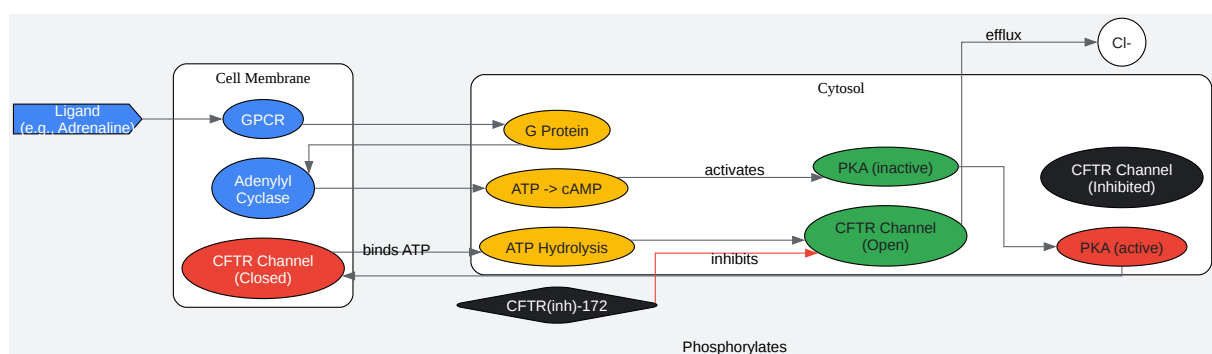 efflux
Cl-
Cell Membrane
Cytosol
Ligand
(e.g., Adrenaline)
GPCR
G Protein
Adenylyl
Cyclase
ATP -> cAMP
activates
PKA (inactive)
CFTR Channel
(Inhibited)
CFTR Channel
(Closed)
binds ATP
ATP Hydrolysis
inhibits
CFTR Channel
(Open)
PKA (active)
CFTR(inh)-172
Phosphorylates